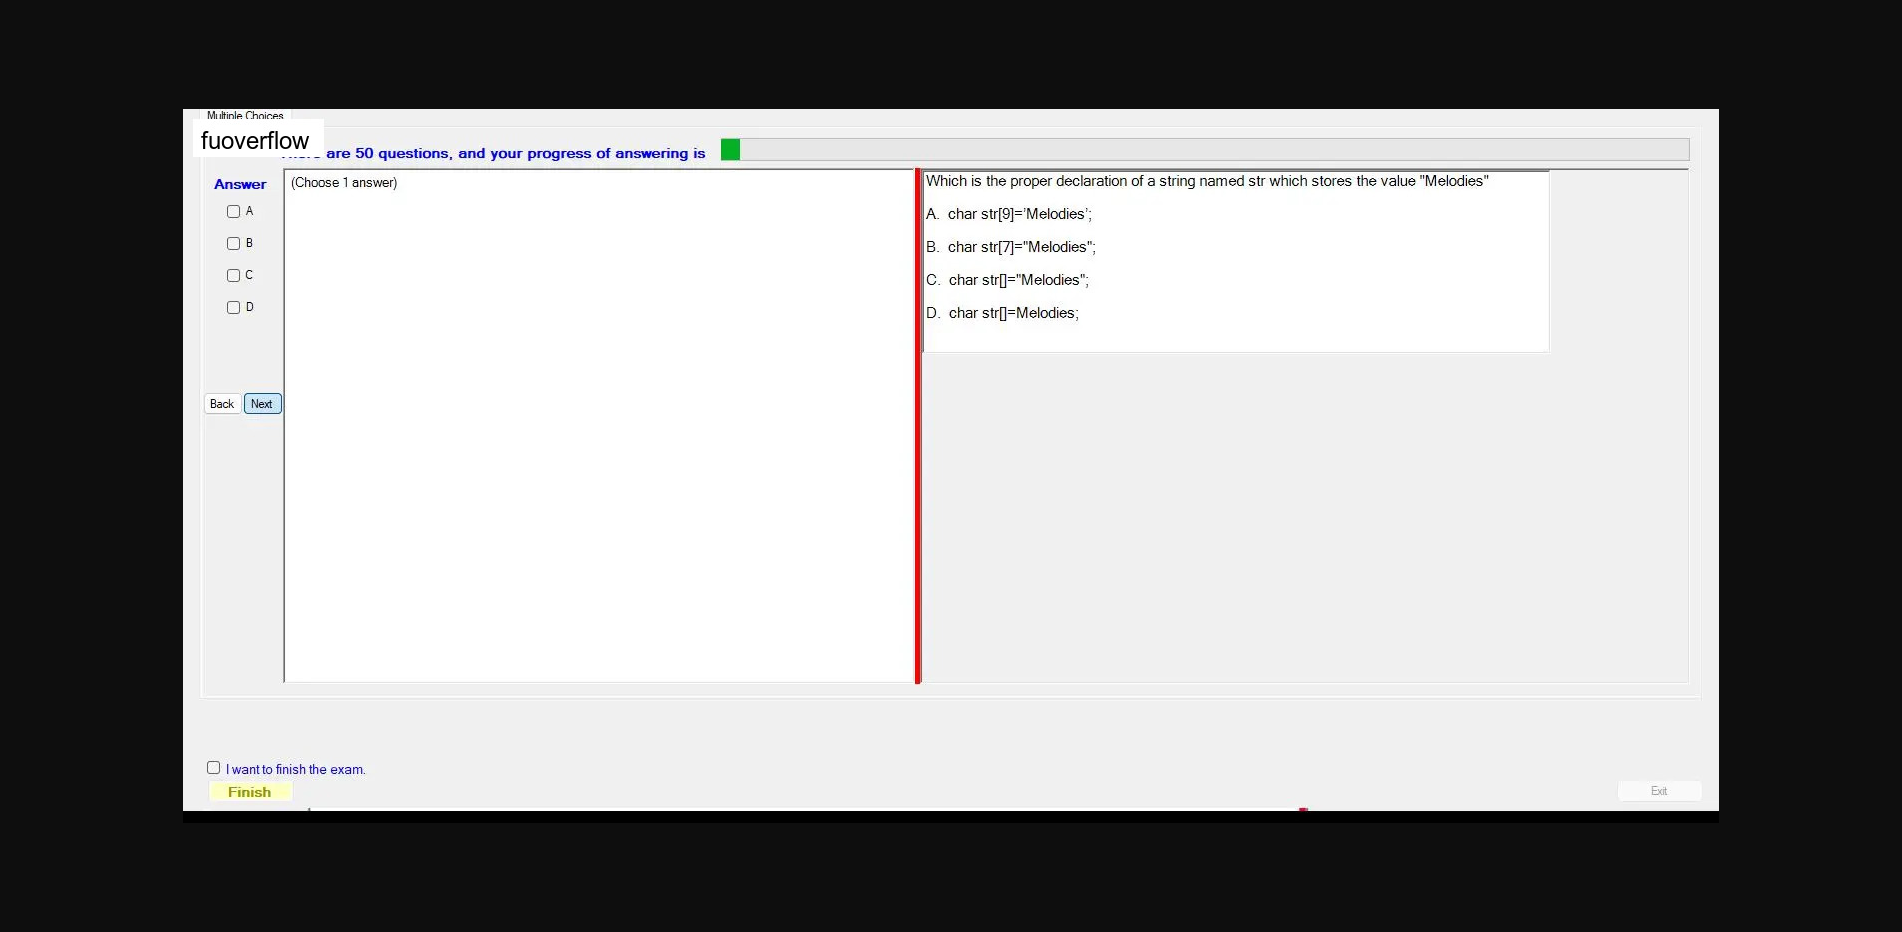 Multiple Choices
fuoverflow
are 50 questions, and your progress of answering is
Answer
(Choose 1 answer)
A
B
C
D
Back
Next
Which is the proper declaration of a string named str which stores the value "Melodies"
A. char str[9]='Melodies';
B. char str[7]="Melodies";
C. char str[]="Melodies";
D. char str[]=Melodies;
I want to finish the exam.
Finish
Exit